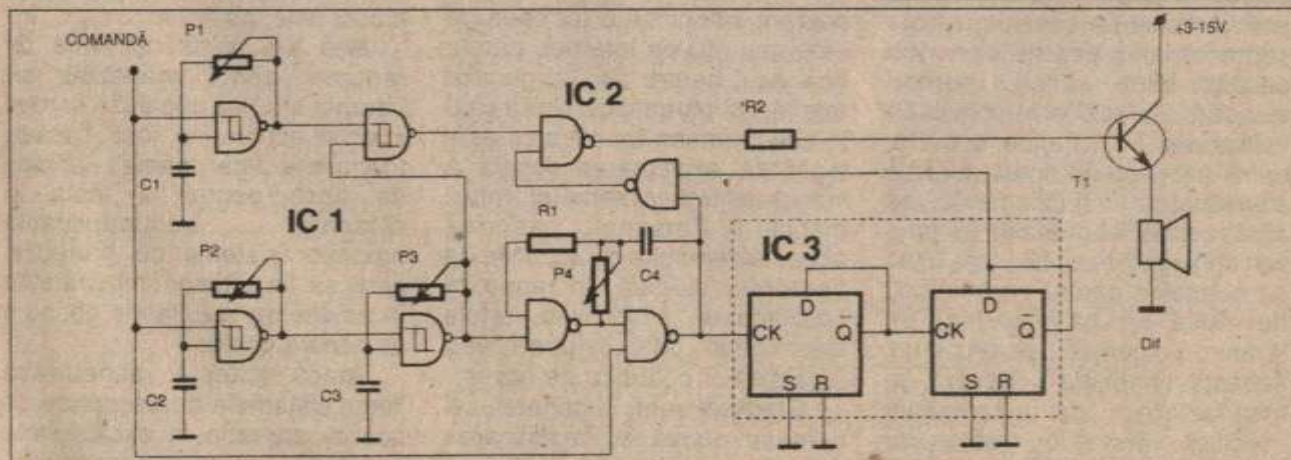 COMANDĂ
P1
C1
IC 1
P2
C2
P3
C3
IC 2
R1
P4
C4
*R2
+3-15V
T1
Dif
IC 3
D
CK
Q̅
S
R
D
CK
Q̅
S
R